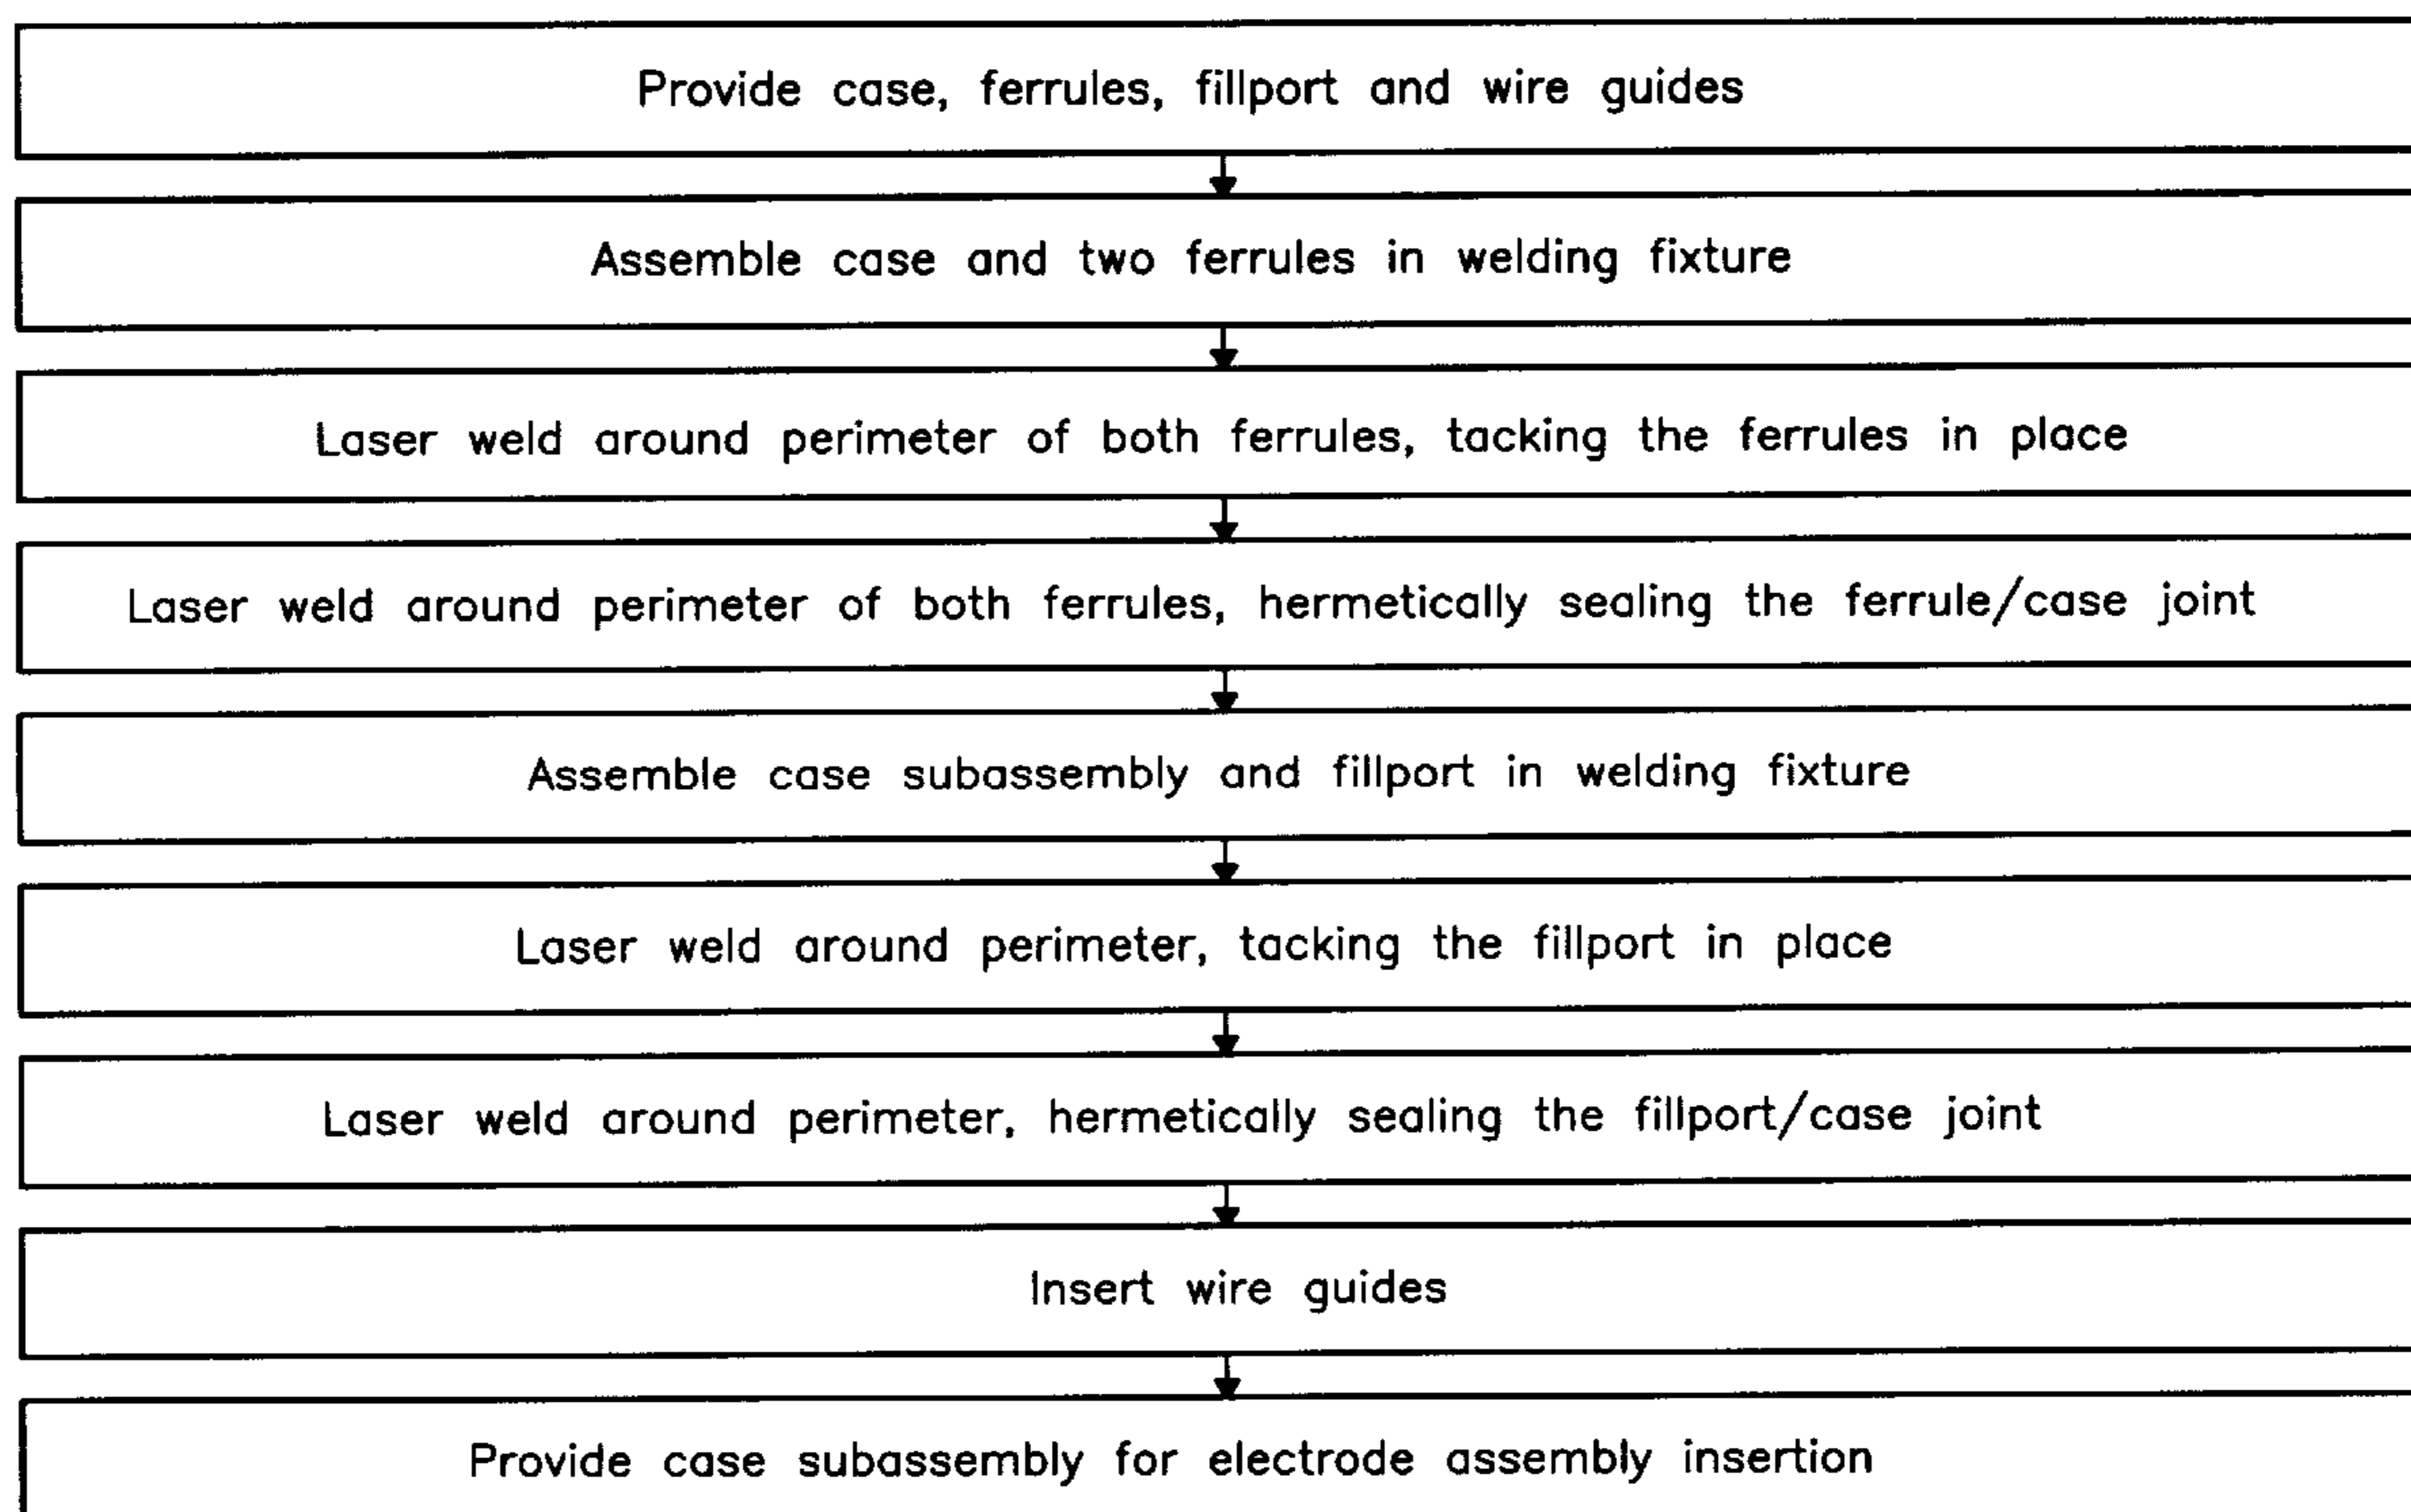 Provide case, ferrules, fillport and wire guides
Assemble case and two ferrules in welding fixture
Laser weld around perimeter of both ferrules, tacking the ferrules in place
Laser weld around perimeter of both ferrules, hermetically sealing the ferrule/case joint
Assemble case subassembly and fillport in welding fixture
Laser weld around perimeter, tacking the fillport in place
Laser weld around perimeter, hermetically sealing the fillport/case joint
Insert wire guides
Provide case subassembly for electrode assembly insertion